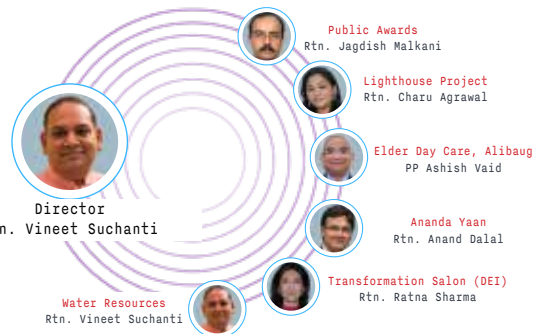 Public Awards
Rtn. Jagdish Malkani
Lighthouse Project
Rtn. Charu Agrawal
Elder Day Care, Alibaug
PP Ashish Vaid
Director
n. Vineet Suchanti
Ananda Yaan
Rtn. Anand Dalal
Transformation Salon (DEI)
Rtn. Ratna Sharma
Water Resources
Rtn. Vineet Suchanti